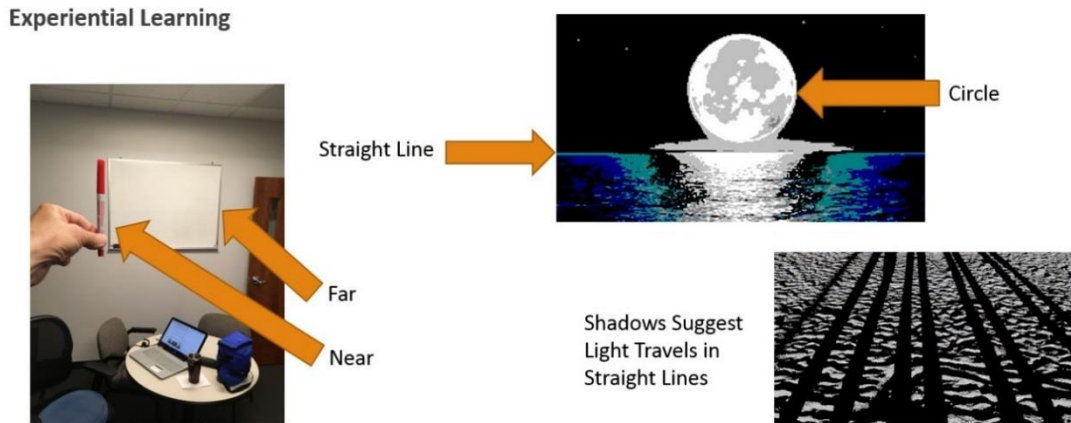 Experiential Learning
Circle
Straight Line
Far
Near
Shadows Suggest
Light Travels in
Straight Lines